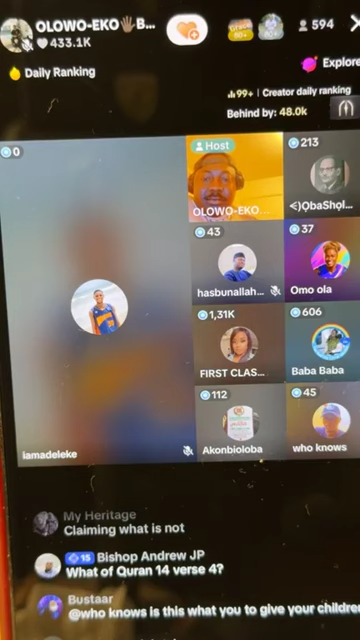 OLOWO-EKO🖐🏿B...
433.1K
594
Daily Ranking
Explore
99+ | Creator daily ranking
Behind by: 48.0k
0
Host
OLOWO-EKO...
213
ỌbaShọl...
43
hasbunallah...
37
Omo ola
1,31K
FIRST CLAS...
606
Baba Baba
112
Akonbioloba
45
who knows
iamadeleke
My Heritage
Claiming what is not
15 Bishop Andrew JP
What of Quran 14 verse 4?
Bustaar
@who knows is this what you to give your children